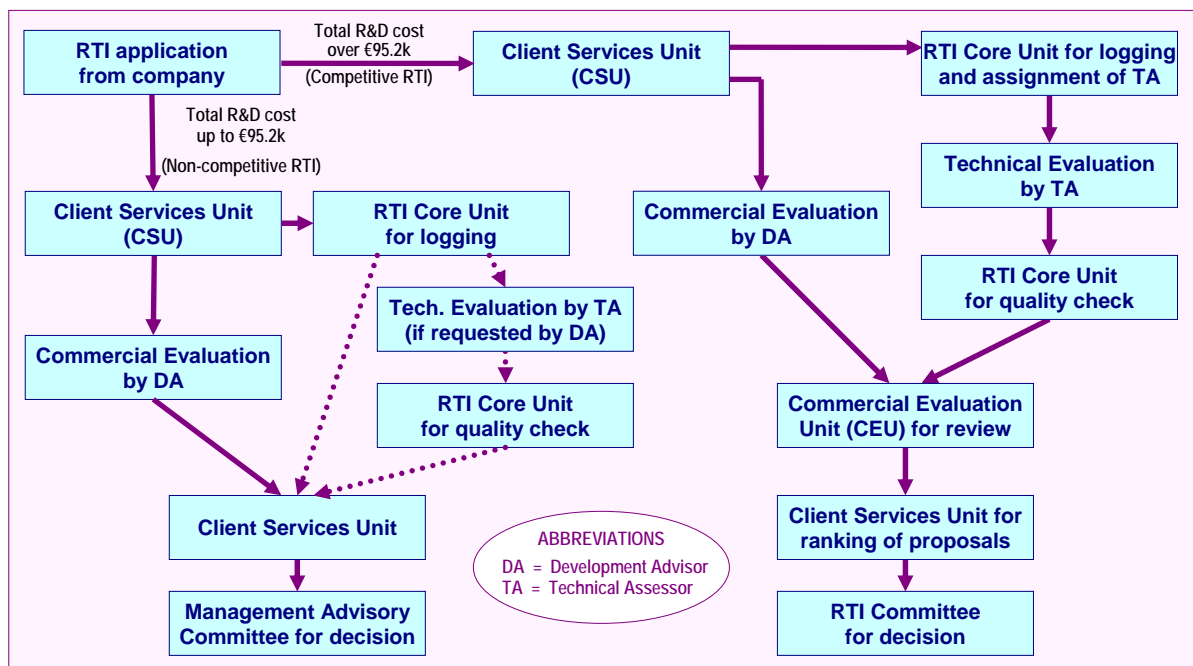 RTI application
from company
Total R&D cost
over €95.2k
(Competitive RTI)
Client Services Unit
(CSU)
RTI Core Unit for logging
and assignment of TA
Total R&D cost
up to €95.2k
(Non-competitive RTI)
Technical Evaluation
by TA
Client Services Unit
(CSU)
RTI Core Unit
for logging
Commercial Evaluation
by DA
RTI Core Unit
for quality check
Tech. Evaluation by TA
(if requested by DA)
Commercial Evaluation
by DA
RTI Core Unit
for quality check
Commercial Evaluation
Unit (CEU) for review
Client Services Unit
ABBREVIATIONS
DA = Development Advisor
TA = Technical Assessor
Client Services Unit for
ranking of proposals
Management Advisory
Committee for decision
RTI Committee
for decision